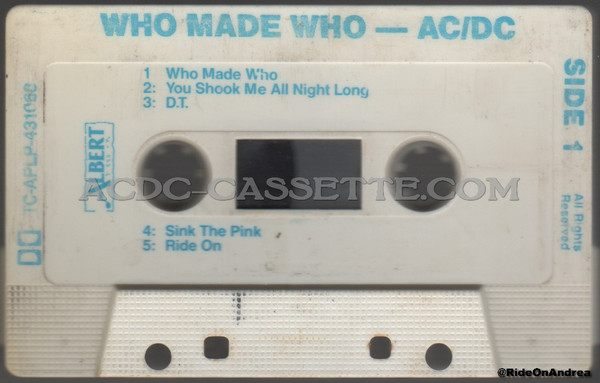 WHO MADE WHO — AC/DC
1 Who Made Who
2: You Shook Me All Night Long
3: D.T.
SIDE 1
ALBERT
TC-APLP-431088
ACDC-CASSETTE.COM
4: Sink The Pink
5: Ride On
All Rights
Reserved
@RideOnAndrea